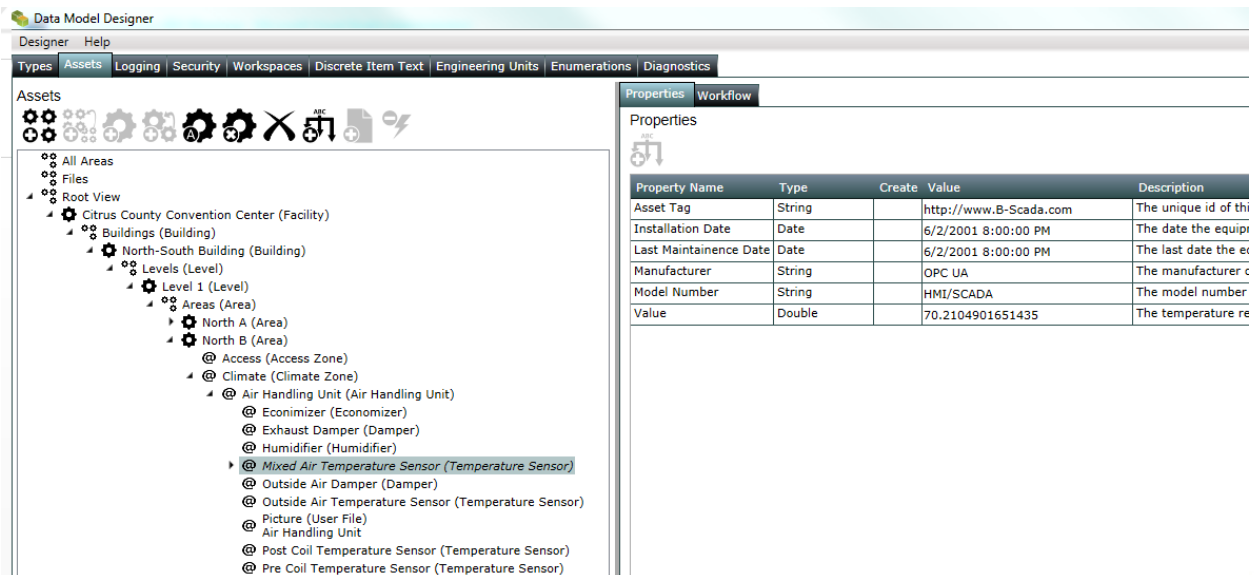 Data Model Designer
Designer Help
Types Assets Logging Security Workspaces Discrete Item Text Engineering Units Enumerations Diagnostics
Assets
ABC
A
All Areas
Files
Root View
Citrus County Convention Center (Facility)
Buildings (Building)
North-South Building (Building)
Levels (Level)
Level 1 (Level)
Areas (Area)
North A (Area)
North B (Area)
@ Access (Access Zone)
@ Climate (Climate Zone)
@ Air Handling Unit (Air Handling Unit)
@ Econimizer (Economizer)
@ Exhaust Damper (Damper)
@ Humidifier (Humidifier)
@ Mixed Air Temperature Sensor (Temperature Sensor)
@ Outside Air Damper (Damper)
@ Outside Air Temperature Sensor (Temperature Sensor)
@ Picture (User File)
Air Handling Unit
@ Post Coil Temperature Sensor (Temperature Sensor)
@ Pre Coil Temperature Sensor (Temperature Sensor)
Properties Workflow
Properties
ABC
Property Name Type Create Value Description
Asset Tag String http://www.B-Scada.com The unique id of thi
Installation Date Date 6/2/2001 8:00:00 PM The date the equipr
Last Maintainence Date Date 6/2/2001 8:00:00 PM The last date the e
Manufacturer String OPC UA The manufacturer
Model Number String HMI/SCADA The model number
Value Double 70.2104901651435 The temperature re